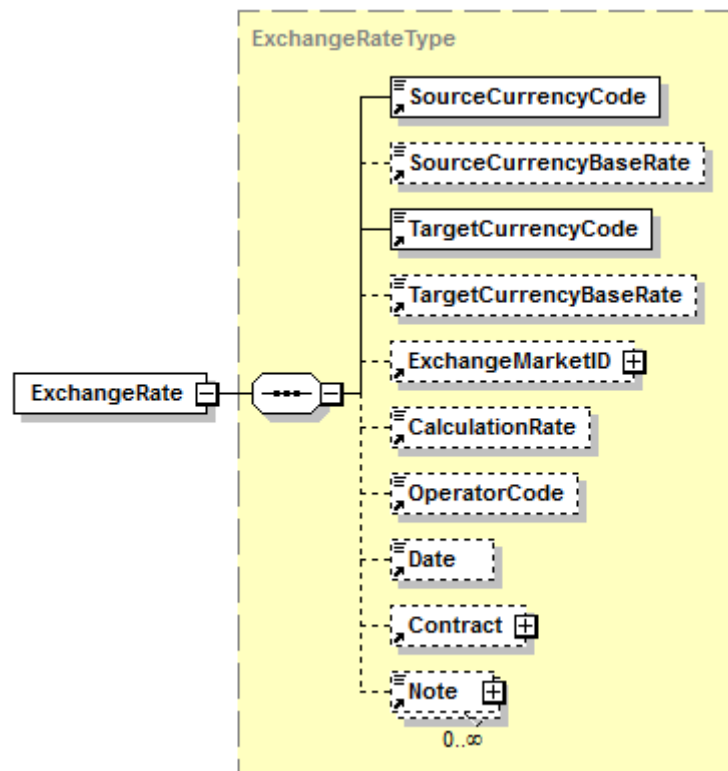 ExchangeRateType
SourceCurrencyCode
SourceCurrencyBaseRate
TargetCurrencyCode
TargetCurrencyBaseRate
ExchangeMarketID
ExchangeRate
CalculationRate
OperatorCode
Date
Contract
Note
0..∞